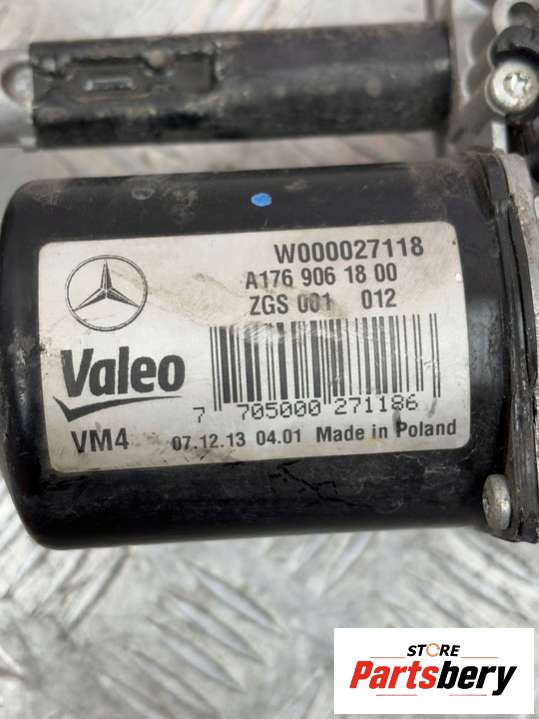 W000027118
A176 906 18 00
ZGS 001 012
Valeo
7 705000 271186
VM4 07.12.13 04.01 Made in Poland
STORE
Partsbery